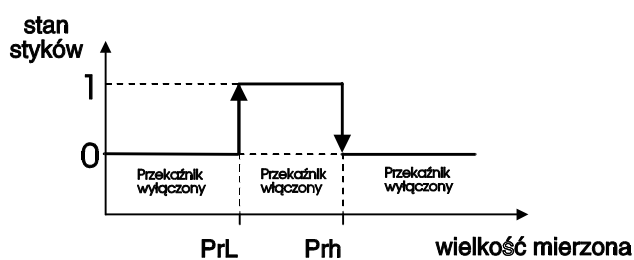 stan
styków
1
0
Przekaźnik
wyłączony
Przekaźnik
włączony
Przekaźnik
wyłączony
PrL
Prh
wielkość mierzona